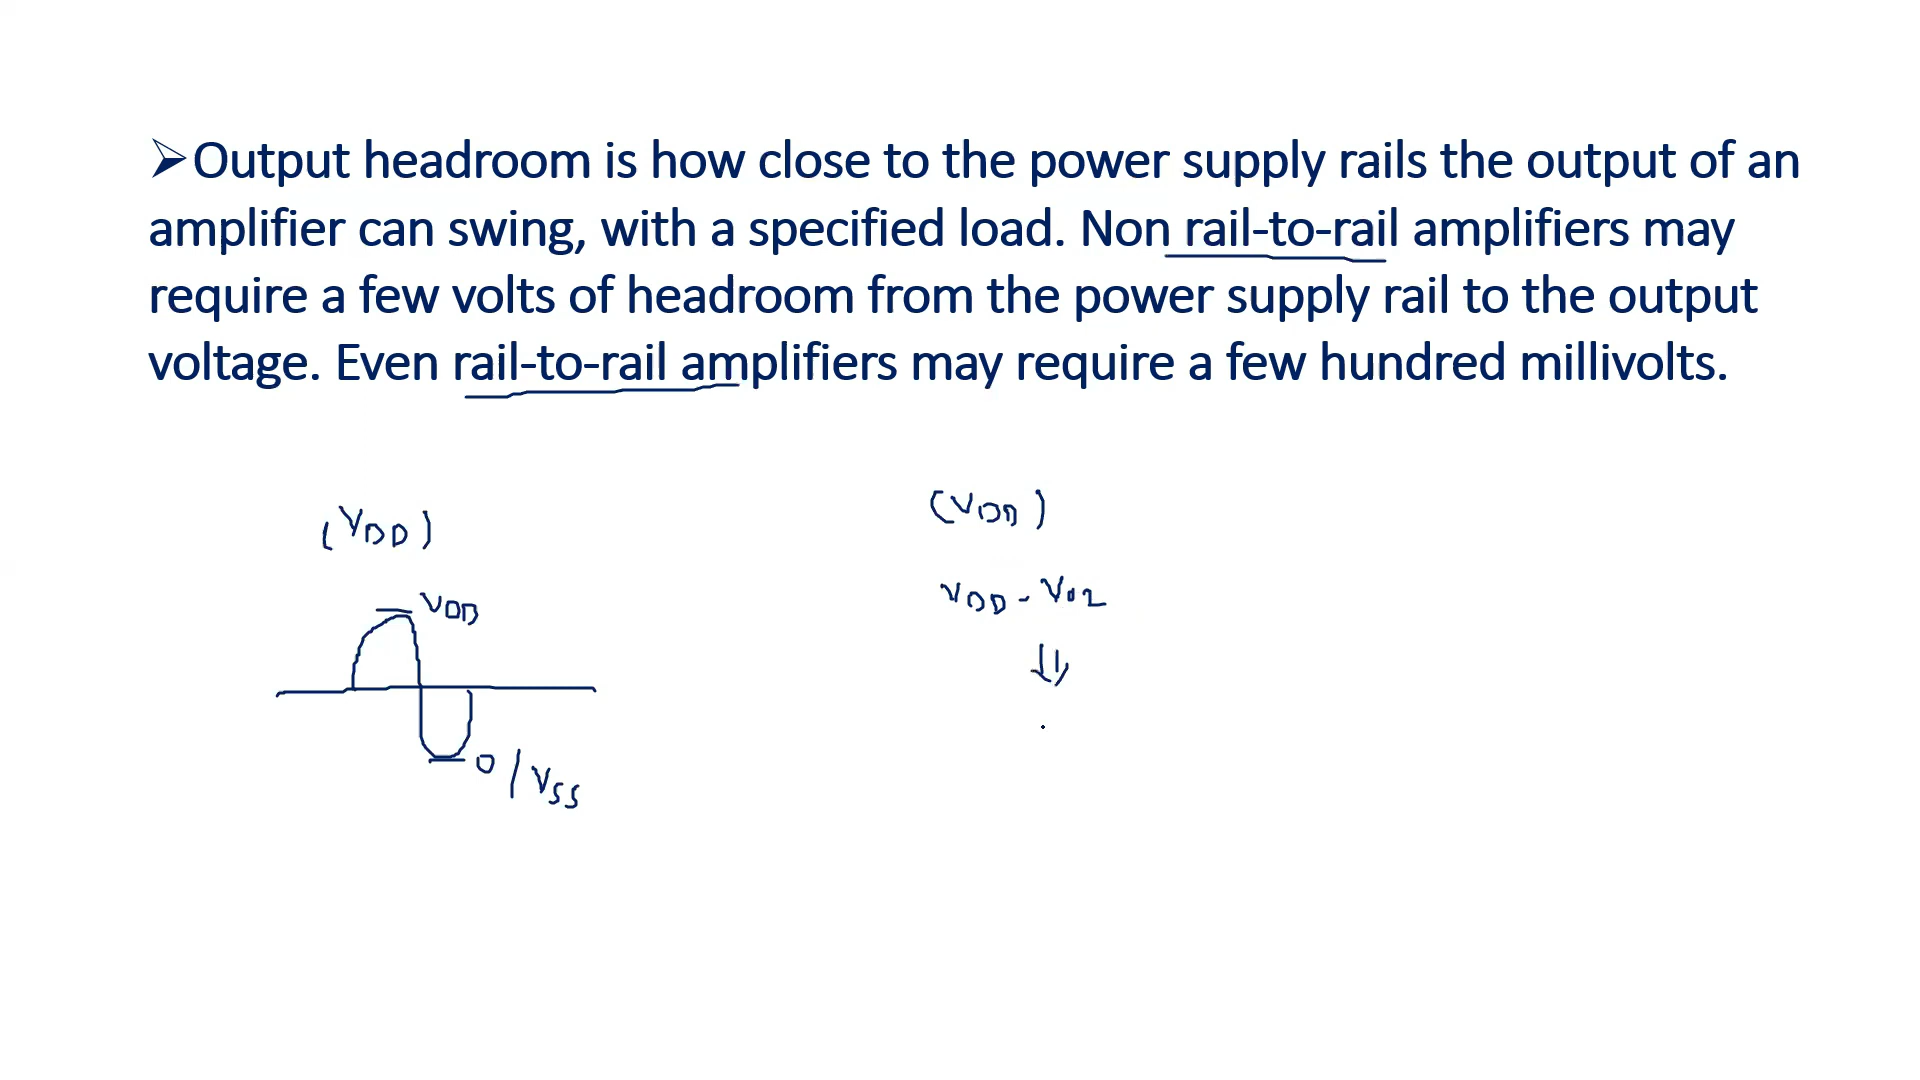 ➢Output headroom is how close to the power supply rails the output of an
amplifier can swing, with a specified load. Non rail-to-rail amplifiers may
require a few volts of headroom from the power supply rail to the output
voltage. Even rail-to-rail amplifiers may require a few hundred millivolts.
(VDD)
(VDD)
VDD
VDD -
0/VSS